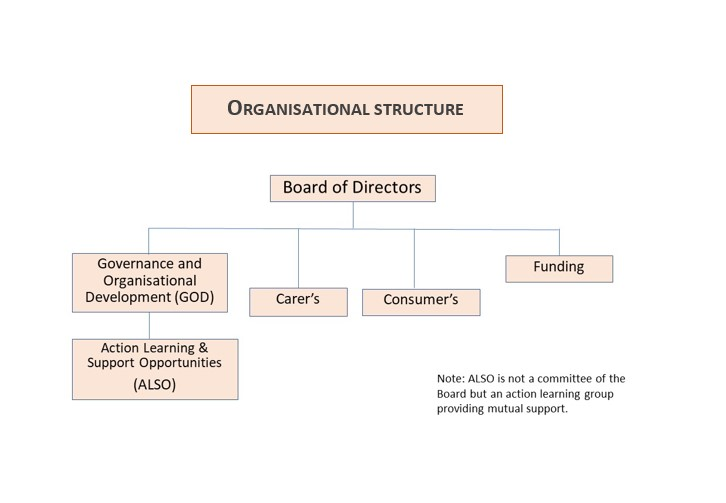 ORGANISATIONAL STRUCTURE
Board of Directors
Governance and
Organisational
Development (GOD)
Carer's
Consumer's
Funding
Action Learning &
Support Opportunities
(ALSO)
Note: ALSO is not a committee of the
Board but an action learning group
providing mutual support.